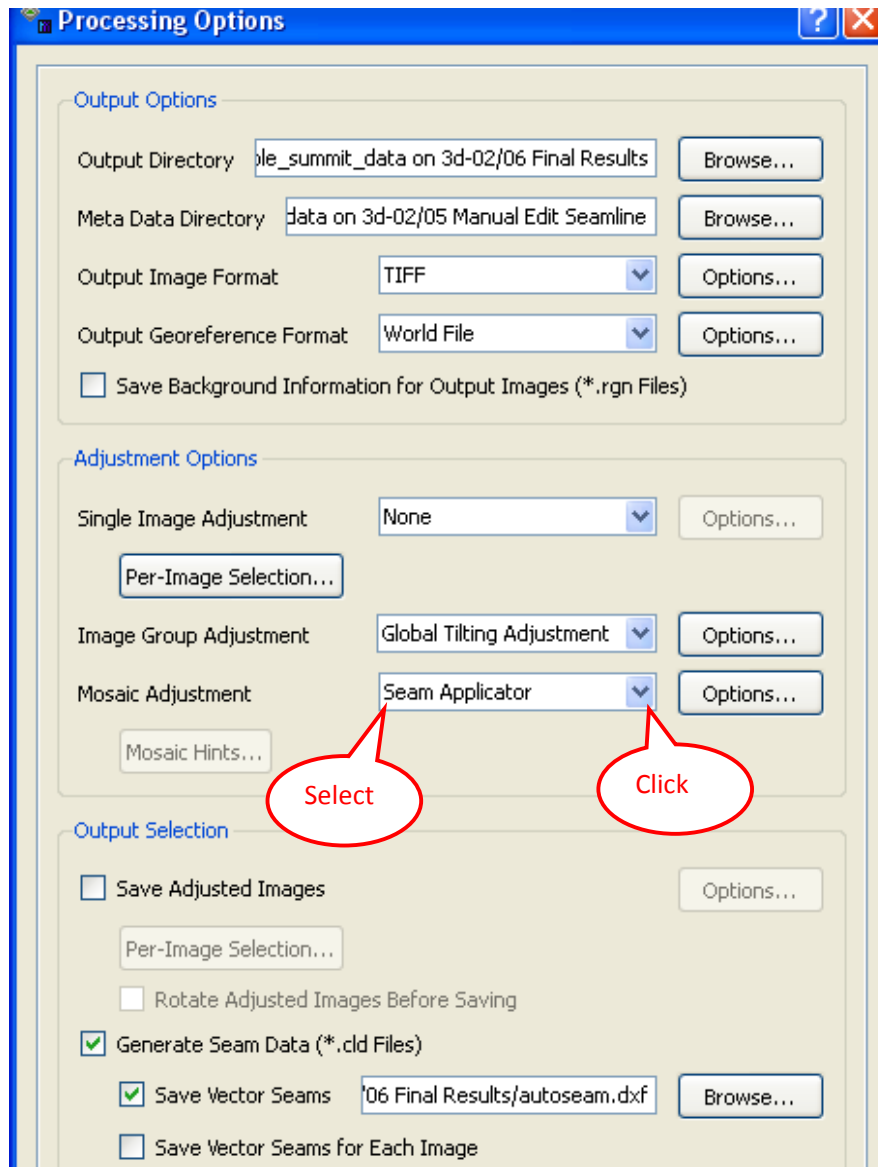 Processing Options
Output Options
Output Directory ole_summit_data on 3d-02/06 Final Results Browse...
Meta Data Directory data on 3d-02/05 Manual Edit Seamline Browse...
Output Image Format TIFF Options...
Output Georeference Format World File Options...
Save Background Information for Output Images (*.rgn Files)
Adjustment Options
Single Image Adjustment None Options...
Per-Image Selection...
Image Group Adjustment Global Tilting Adjustment Options...
Mosaic Adjustment Seam Applicator Options...
Mosaic Hints...
Select Click
Output Selection
Save Adjusted Images Options...
Per-Image Selection...
Rotate Adjusted Images Before Saving
Generate Seam Data (*.cld Files)
Save Vector Seams '06 Final Results/autoseam.dxf Browse...
Save Vector Seams for Each Image